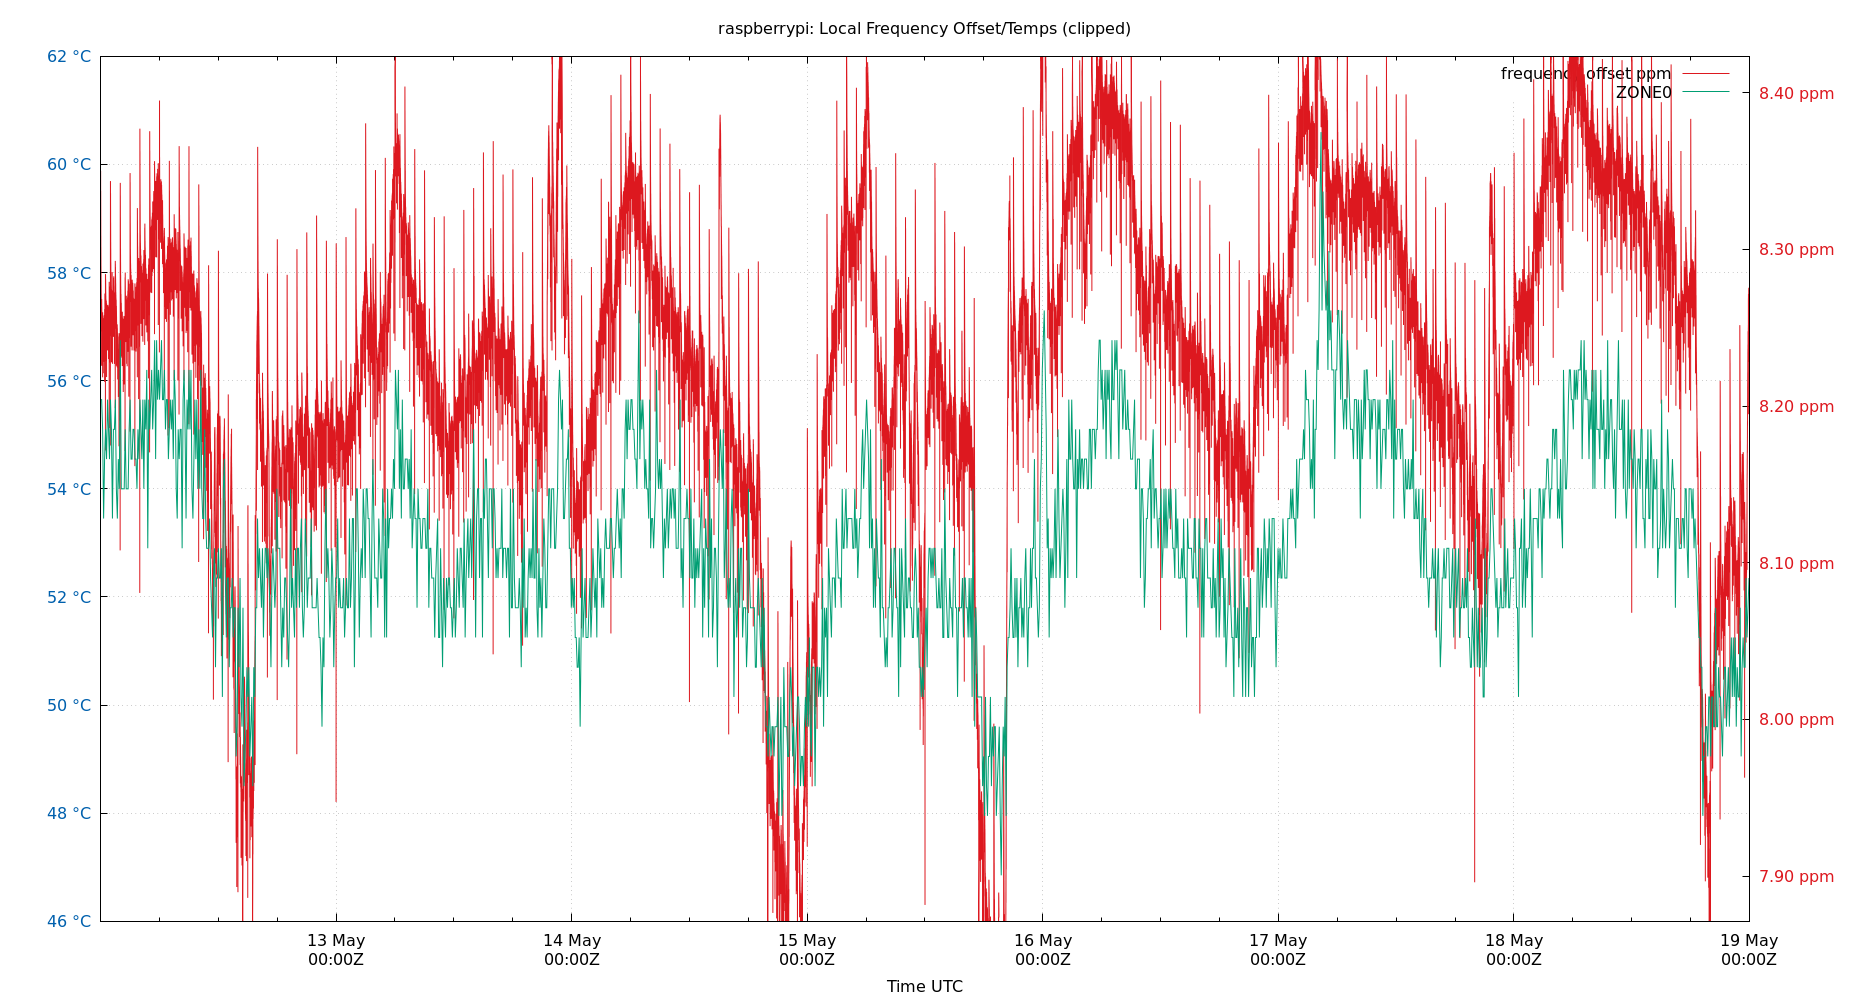 raspberrypi: Local Frequency Offset/Temps (clipped)
frequency offset ppm
ZONE0
62 °C
60 °C
58 °C
56 °C
54 °C
52 °C
50 °C
48 °C
46 °C
8.40 ppm
8.30 ppm
8.20 ppm
8.10 ppm
8.00 ppm
7.90 ppm
13 May
00:00Z
14 May
00:00Z
15 May
00:00Z
16 May
00:00Z
17 May
00:00Z
18 May
00:00Z
19 May
00:00Z
Time UTC